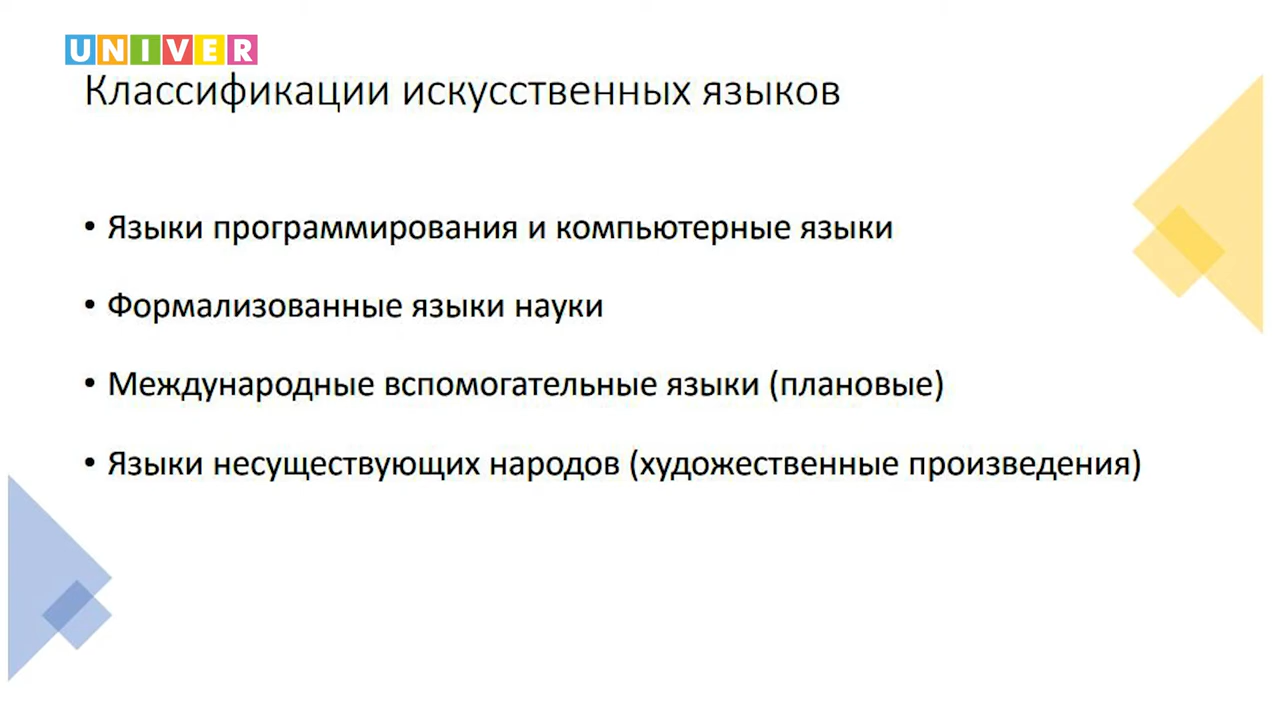 UNIVER
Классификации искусственных языков
• Языки программирования и компьютерные языки
• Формализованные языки науки
• Международные вспомогательные языки (плановые)
• Языки несуществующих народов (художественные произведения)